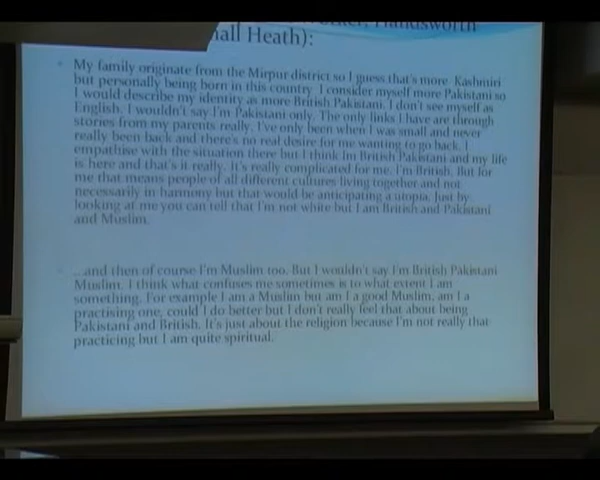 Handsworth
Small Heath):
My family originate from the Mirpur district so I guess that's more Kashmiri
but personally being born in this country I consider myself more Pakistani so
I would describe my identity as more British Pakistani. I don't see myself as
English. I wouldn't say I'm Pakistani only. The only links I have are through
stories from my parents really, I've only been when I was small and never
really been back and there's no real desire for me wanting to go back. I
empathise with the situation there but I think Im British Pakistani and my life
is here and that's it really. It's really complicated for me. I'm British. But for
me that means people of all different cultures living together and not
necessarily in harmony but that would be anticipating a utopia. Just by
looking at me you can tell that I'm not white but I am British and Pakistani
and Muslim.
...and then of course I'm Muslim too. But I wouldn't say I'm British Pakistani
Muslim. I think what confuses me sometimes is to what extent I am
something. For example I am a Muslim but am I a good Muslim, am I a
practising one, could I do better but I don't really feel that about being
Pakistani and British. It's just about the religion because I'm not really that
practicing but I am quite spiritual.